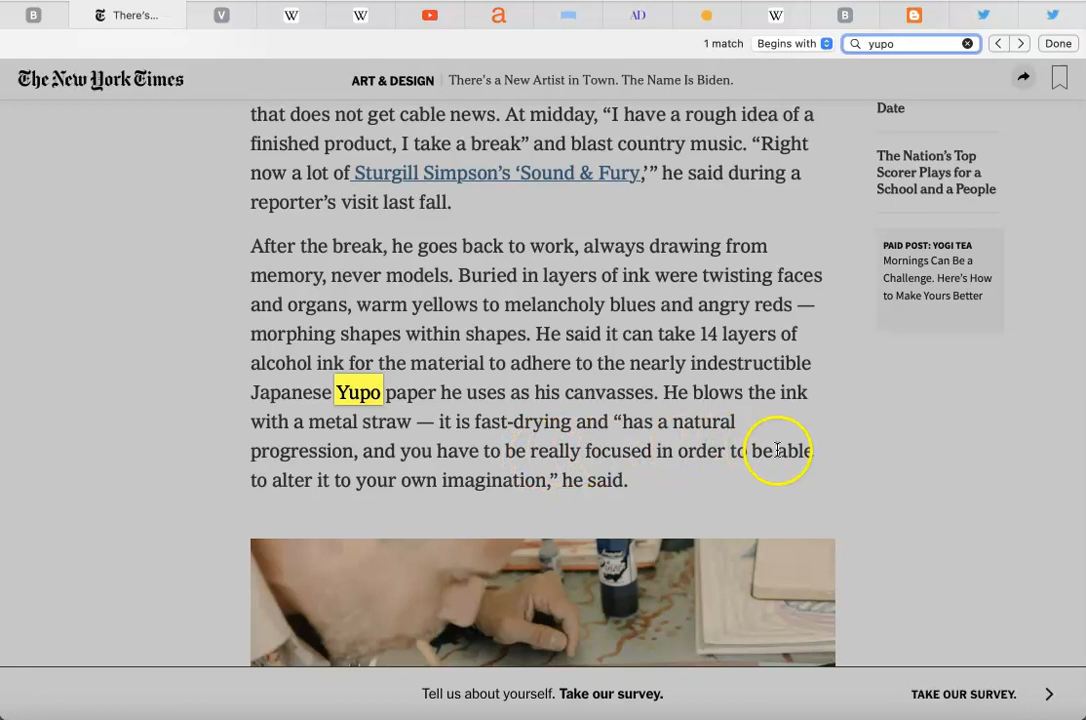 There's...
1 match
Begins with
yupo
Done
The New York Times
ART & DESIGN
There's a New Artist in Town. The Name Is Biden.
that does not get cable news. At midday, “I have a rough idea of a
finished product, I take a break” and blast country music. “Right
now a lot of Sturgill Simpson’s ‘Sound & Fury,’” he said during a
reporter’s visit last fall.
After the break, he goes back to work, always drawing from
memory, never models. Buried in layers of ink were twisting faces
and organs, warm yellows to melancholy blues and angry reds —
morphing shapes within shapes. He said it can take 14 layers of
alcohol ink for the material to adhere to the nearly indestructible
Japanese Yupo paper he uses as his canvasses. He blows the ink
with a metal straw — it is fast-drying and “has a natural
progression, and you have to be really focused in order to be able
to alter it to your own imagination,” he said.
Date
The Nation’s Top
Scorer Plays for a
School and a People
PAID POST: YOGI TEA
Mornings Can Be a
Challenge. Here's How
to Make Yours Better
Tell us about yourself. Take our survey.
TAKE OUR SURVEY.